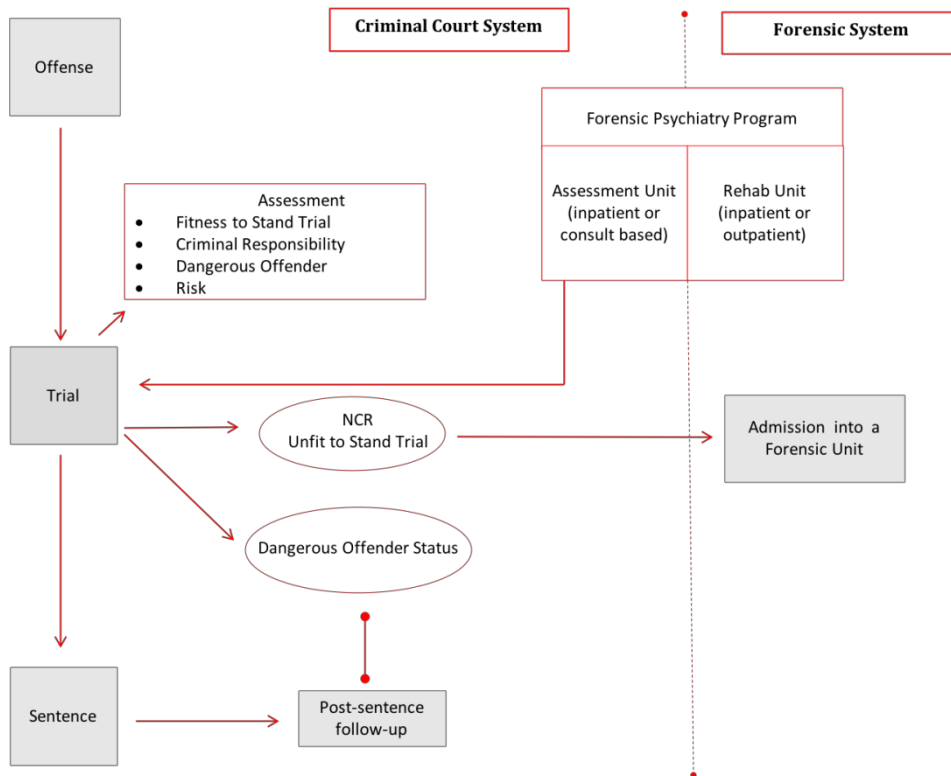 Criminal Court System
Forensic System
Offense
Forensic Psychiatry Program
Assessment Unit
(inpatient or
consult based)
Rehab Unit
(inpatient or
outpatient)
Assessment
• Fitness to Stand Trial
• Criminal Responsibility
• Dangerous Offender
• Risk
Trial
NCR
Unfit to Stand Trial
Admission into a
Forensic Unit
Dangerous Offender Status
Sentence
Post-sentence
follow-up